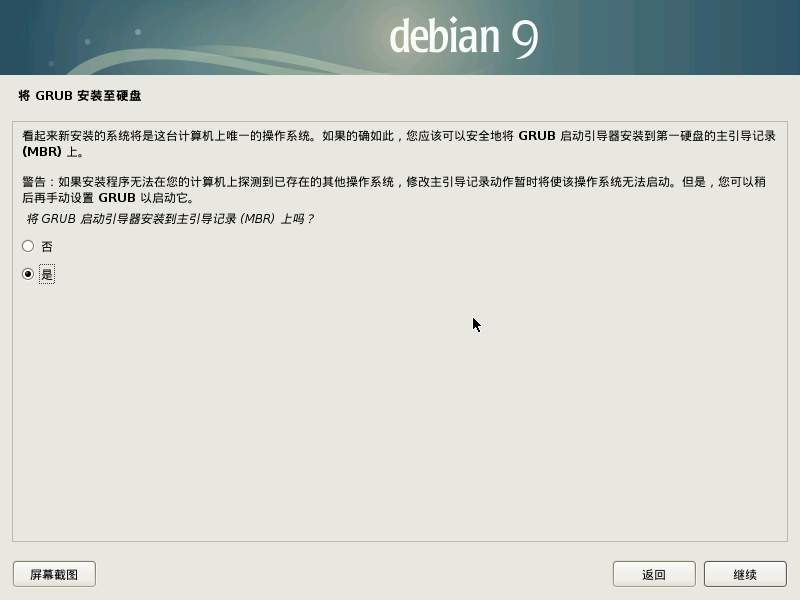 debian 9
将 GRUB 安装至硬盘
看起来新安装的系统将是这台计算机上唯一的操作系统。如果的确如此，您应该可以安全地将 GRUB 启动引导器安装到第一硬盘的主引导记录
(MBR) 上。
警告：如果安装程序无法在您的计算机上探测到已存在的其他操作系统，修改主引导记录动作暂时将使该操作系统无法启动。但是，您可以稍
后再手动设置 GRUB 以启动它。
将 GRUB 启动引导器安装到主引导记录 (MBR) 上吗？
否
是
屏幕截图
返回
继续